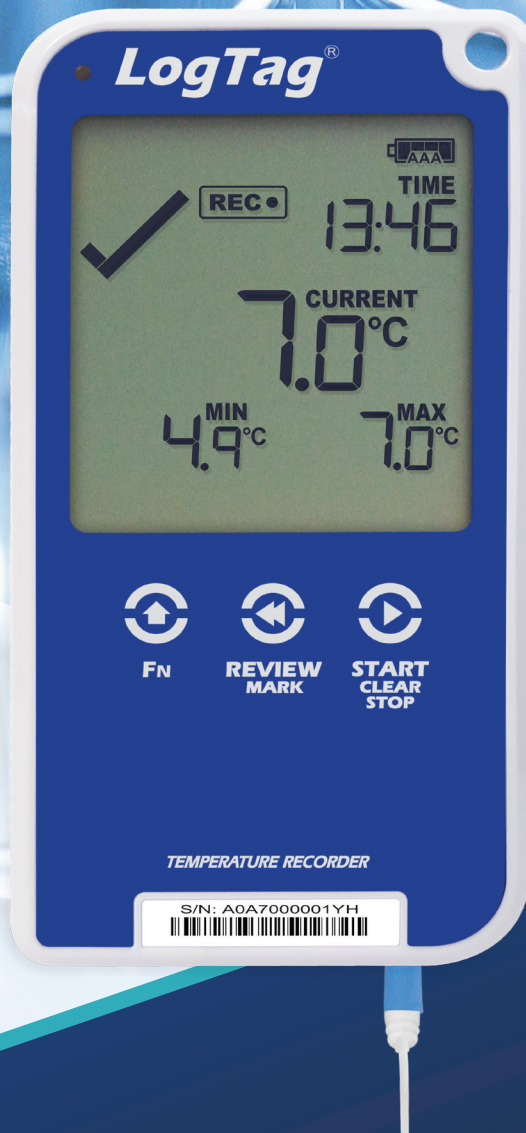 LogTag®
AAA
TIME
REC
13:46
CURRENT
7.0°C
MIN
4.9°C
MAX
7.0°C
FN
REVIEW
MARK
START
CLEAR
STOP
TEMPERATURE RECORDER
S/N: A0A7000001YH